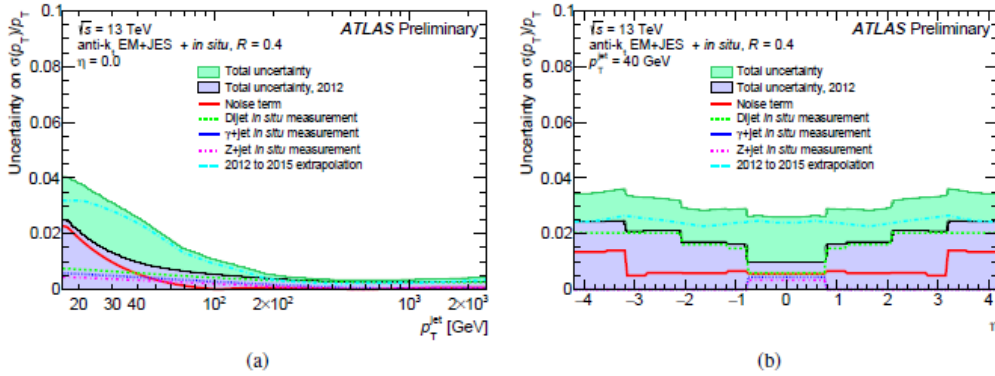 √s = 13 TeV
ATLAS Preliminary
anti-kₜ EM+JES + in situ, R = 0.4
η = 0.0
Total uncertainty
Total uncertainty, 2012
Noise term
Dijet in situ measurement
γ+jet in situ measurement
Z+jet in situ measurement
2012 to 2015 extrapolation
Uncertainty on σ(p_T)/p_T
0.1
0.08
0.06
0.04
0.02
0
20 30 40 10² 2×10² 10³ 2×10³
p_T^jet [GeV]
(a)
√s = 13 TeV
ATLAS Preliminary
anti-kₜ EM+JES + in situ, R = 0.4
p_T^jet = 40 GeV
Total uncertainty
Total uncertainty, 2012
Noise term
Dijet in situ measurement
γ+jet in situ measurement
Z+jet in situ measurement
2012 to 2015 extrapolation
Uncertainty on σ(p_T)/p_T
0.1
0.08
0.06
0.04
0.02
0
−4 −3 −2 −1 0 1 2 3 4
η
(b)